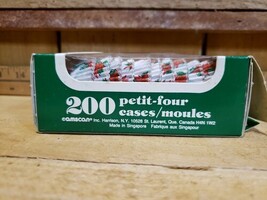 200 petit-four
cases/moules
©amscan® Inc. Harrison, N.Y. 10528 St. Laurent, Que. Canada H4N 1W2
Made in Singapore Fabrique aux Singapour